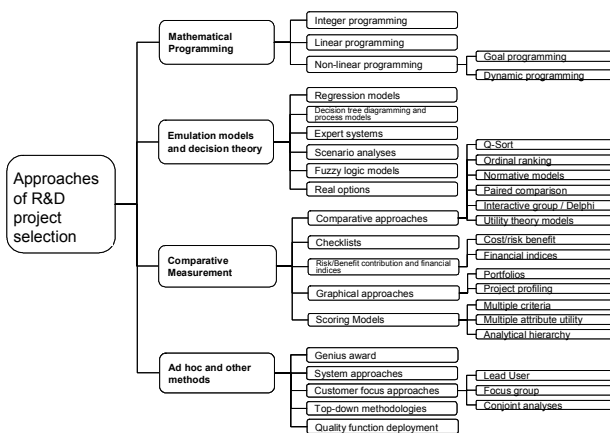 Approaches
of R&D
project
selection
Mathematical
Programming
Integer programming
Linear programming
Non-linear programming
Goal programming
Dynamic programming
Emulation models
and decision theory
Regression models
Decision tree diagramming and
process models
Expert systems
Scenario analyses
Fuzzy logic models
Real options
Comparative
Measurement
Comparative approaches
Q-Sort
Ordinal ranking
Normative models
Paired comparison
Interactive group / Delphi
Utility theory models
Checklists
Risk/Benefit contribution and financial
indices
Cost/risk benefit
Financial indices
Graphical approaches
Portfolios
Project profiling
Scoring Models
Multiple criteria
Multiple attribute utility
Analytical hierarchy
Ad hoc and other
methods
Genius award
System approaches
Customer focus approaches
Lead User
Focus group
Conjoint analyses
Top-down methodologies
Quality function deployment